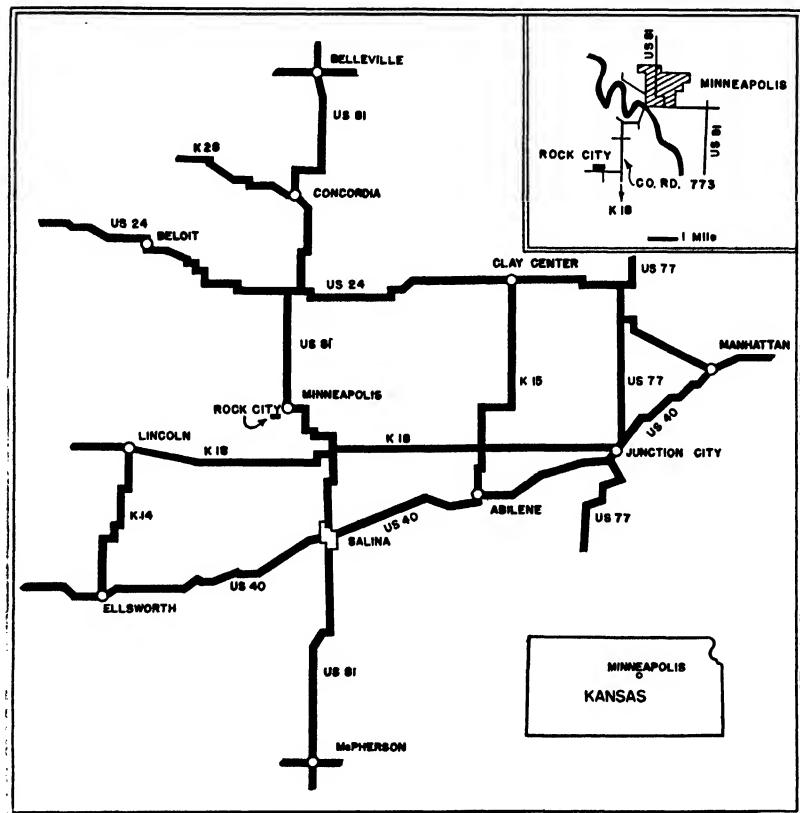 BELLEVILLE
US 81
K 28
CONCORDIA
US 24
BELOIT
US 24
CLAY CENTER
US 77
US 81
MINNEAPOLIS
ROCK CITY
K 15
US 77
MANHATTAN
US 40
LINCOLN
K 18
K 18
JUNCTION CITY
K 14
US 40
ABILENE
US 77
SALINA
US 40
ELLSWORTH
US 81
McPHERSON
US 81
MINNEAPOLIS
US 81
ROCK CITY
CO. RD. 773
K 18
1 Mile
MINNEAPOLIS
KANSAS